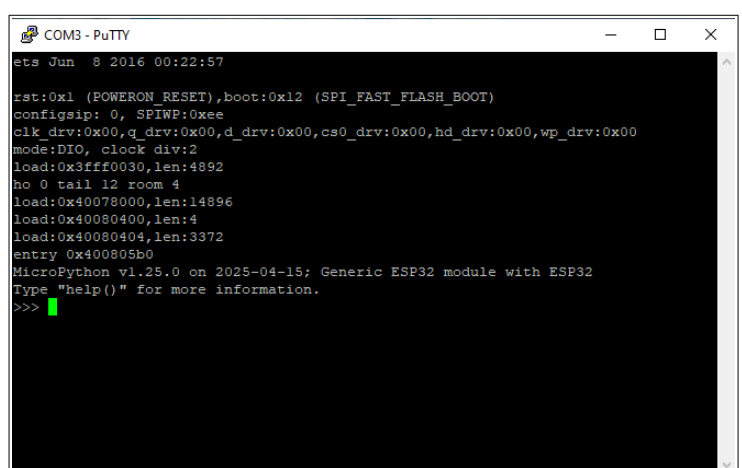 COM3 - PuTTY
ets Jun  8 2016 00:22:57
rst:0x1 (POWERON_RESET),boot:0x12 (SPI_FAST_FLASH_BOOT)
configsip: 0, SPIWP:0xee
clk_drv:0x00,q_drv:0x00,d_drv:0x00,cs0_drv:0x00,hd_drv:0x00,wp_drv:0x00
mode:DIO, clock div:2
load:0x3fff0030,len:4892
ho 0 tail 12 room 4
load:0x40078000,len:14896
load:0x40080400,len:4
load:0x40080404,len:3372
entry 0x400805b0
MicroPython v1.25.0 on 2025-04-15; Generic ESP32 module with ESP32
Type "help()" for more information.
>>>